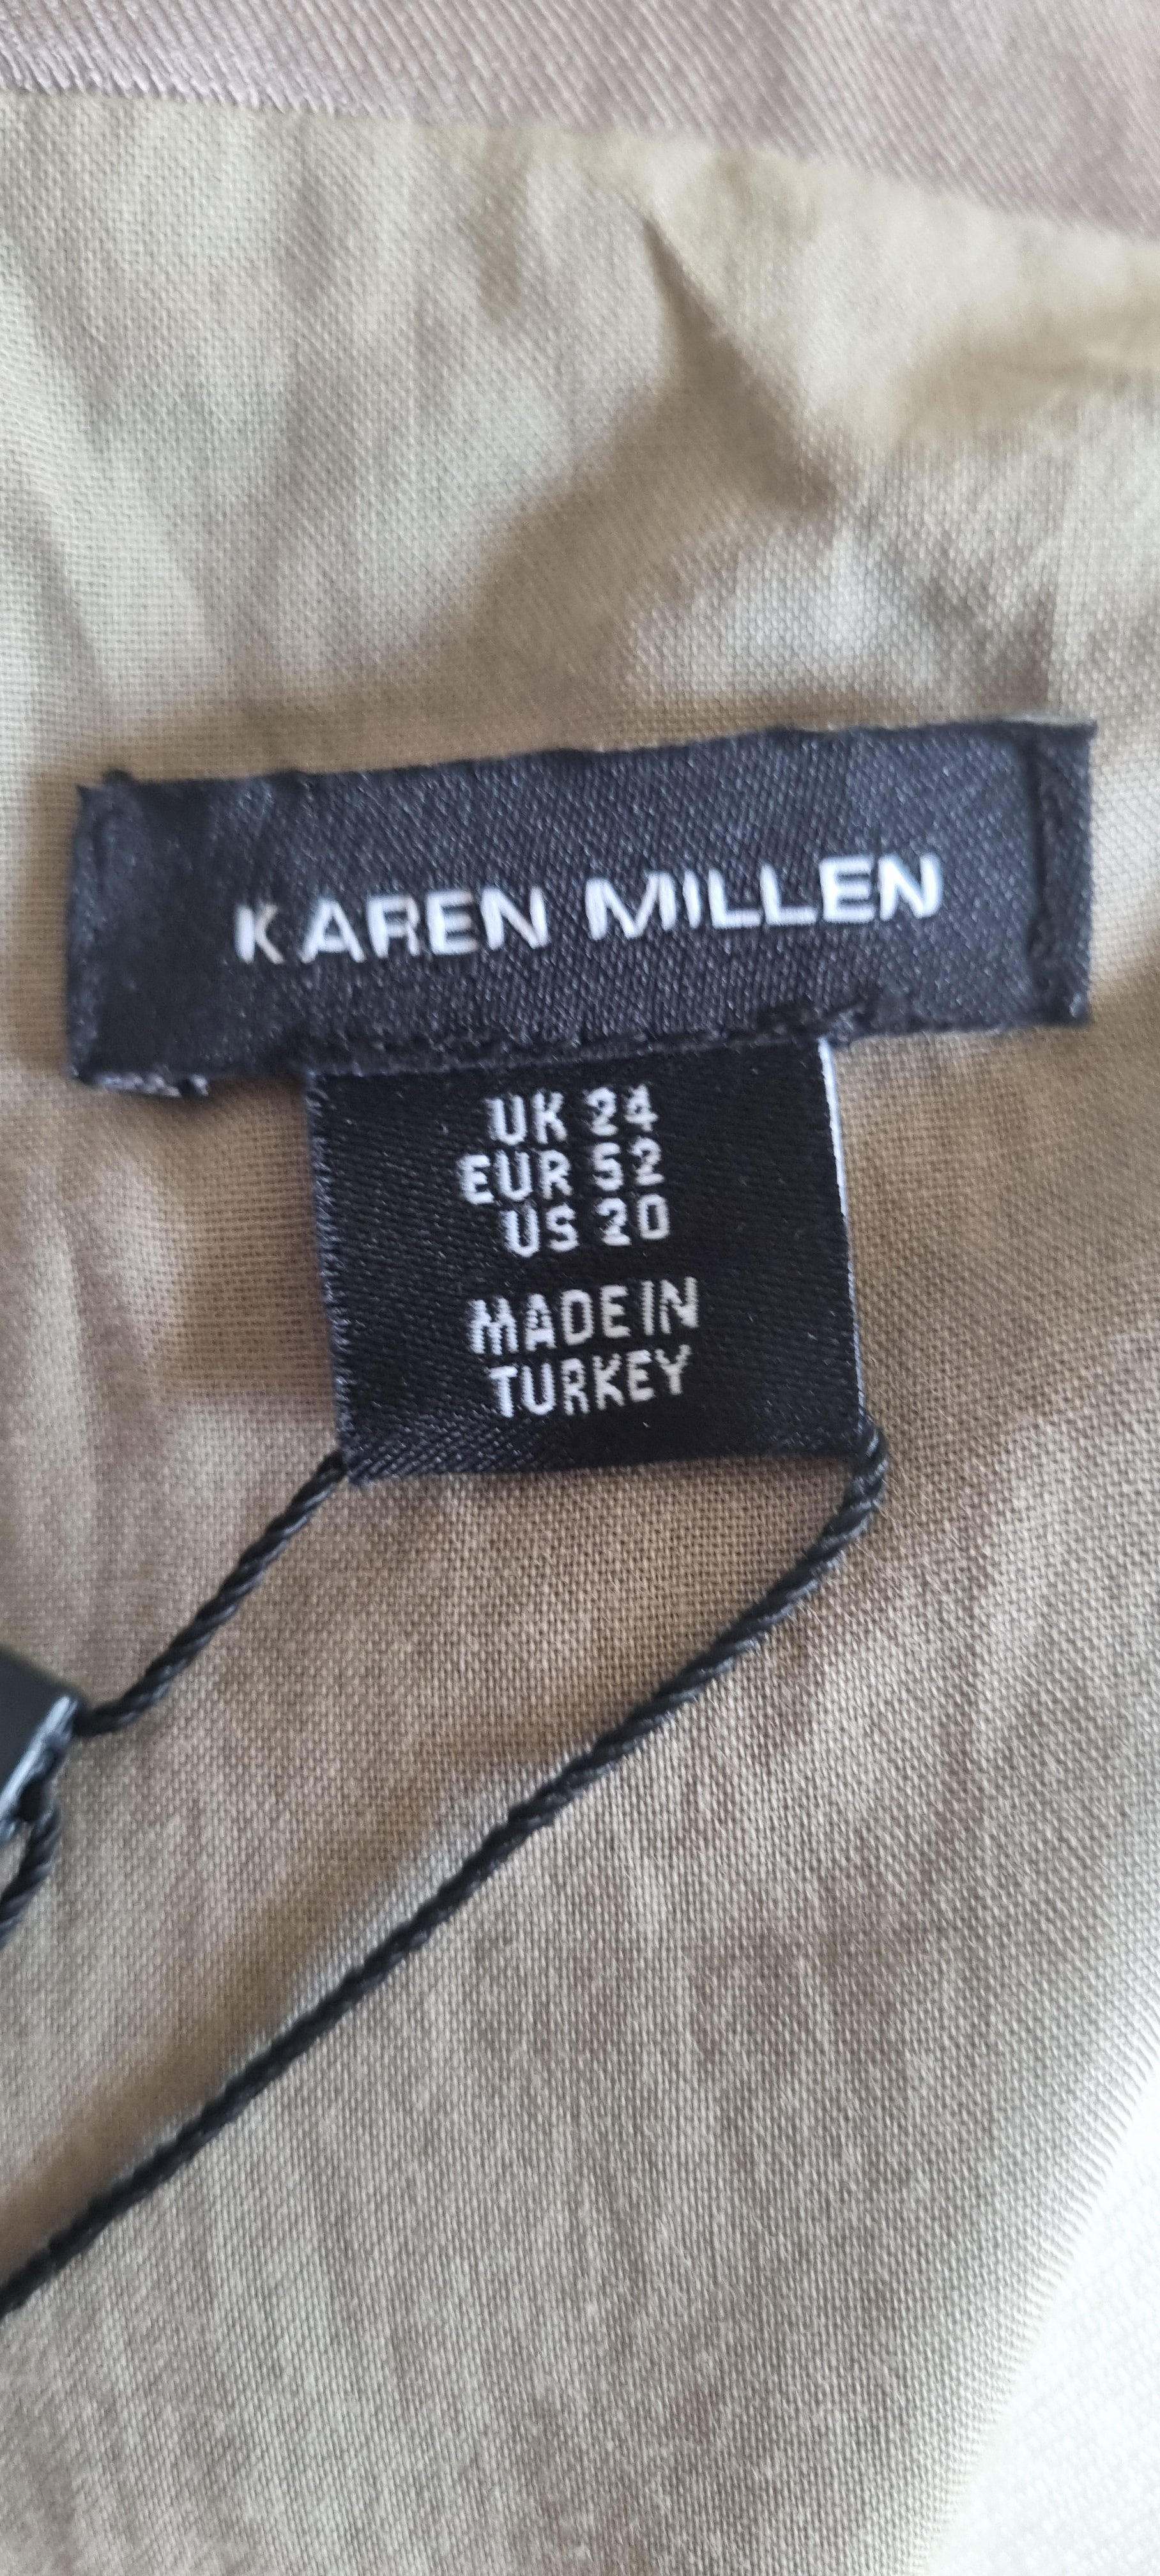 KAREN MILLEN
UK 24
EUR 52
US 20
MADE IN
TURKEY